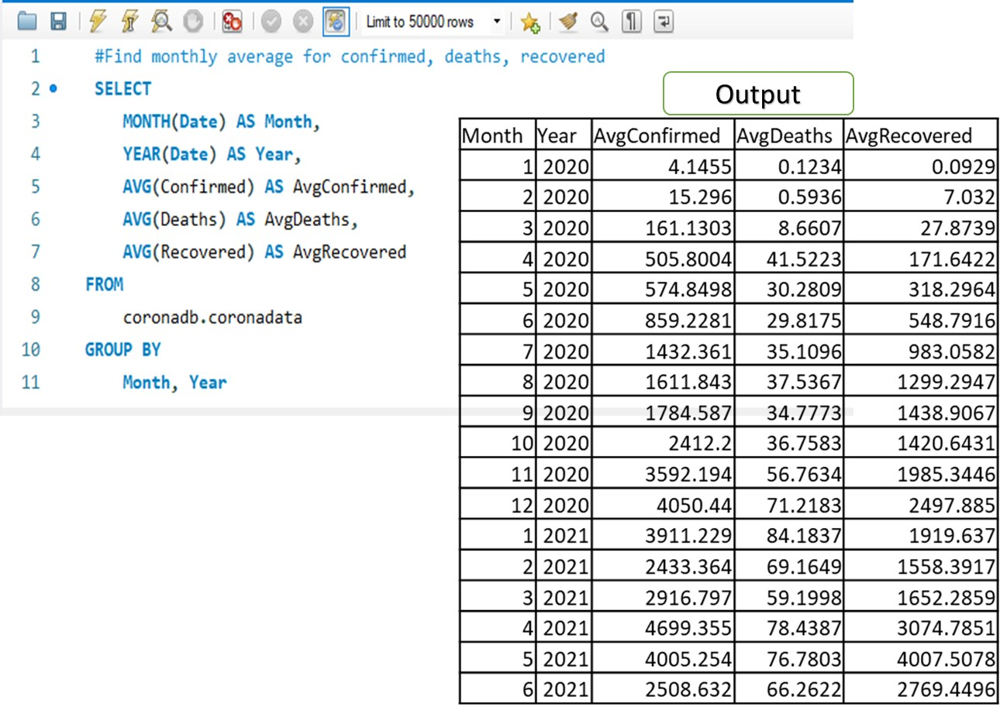 Limit to 50000 rows
1 #Find monthly average for confirmed, deaths, recovered
2 SELECT
3 MONTH(Date) AS Month,
4 YEAR(Date) AS Year,
5 AVG(Confirmed) AS AvgConfirmed,
6 AVG(Deaths) AS AvgDeaths,
7 AVG(Recovered) AS AvgRecovered
8 FROM
9 coronadb.coronadata
10 GROUP BY
11 Month, Year
Output
Month Year AvgConfirmed AvgDeaths AvgRecovered
1 2020 4.1455 0.1234 0.0929
2 2020 15.296 0.5936 7.032
3 2020 161.1303 8.6607 27.8739
4 2020 505.8004 41.5223 171.6422
5 2020 574.8498 30.2809 318.2964
6 2020 859.2281 29.8175 548.7916
7 2020 1432.361 35.1096 983.0582
8 2020 1611.843 37.5367 1299.2947
9 2020 1784.587 34.7773 1438.9067
10 2020 2412.2 36.7583 1420.6431
11 2020 3592.194 56.7634 1985.3446
12 2020 4050.44 71.2183 2497.885
1 2021 3911.229 84.1837 1919.637
2 2021 2433.364 69.1649 1558.3917
3 2021 2916.797 59.1998 1652.2859
4 2021 4699.355 78.4387 3074.7851
5 2021 4005.254 76.7803 4007.5078
6 2021 2508.632 66.2622 2769.4496